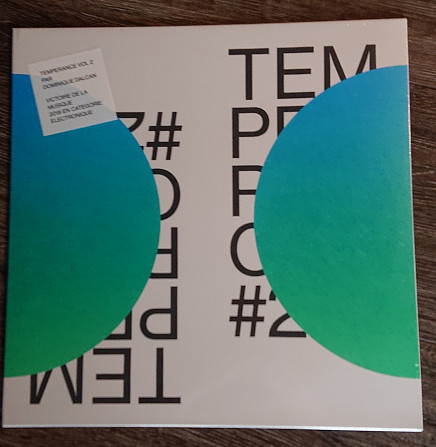 TEMPERANCE VOL 2
PAR
DOMINIQUE DALCAN
VICTOIRE DE LA
MUSIQUE
2018 EN CATEGORIE
ELECTRONIQUE
TEM
PE
R
C
#2
TEM
PE
R
C
#2